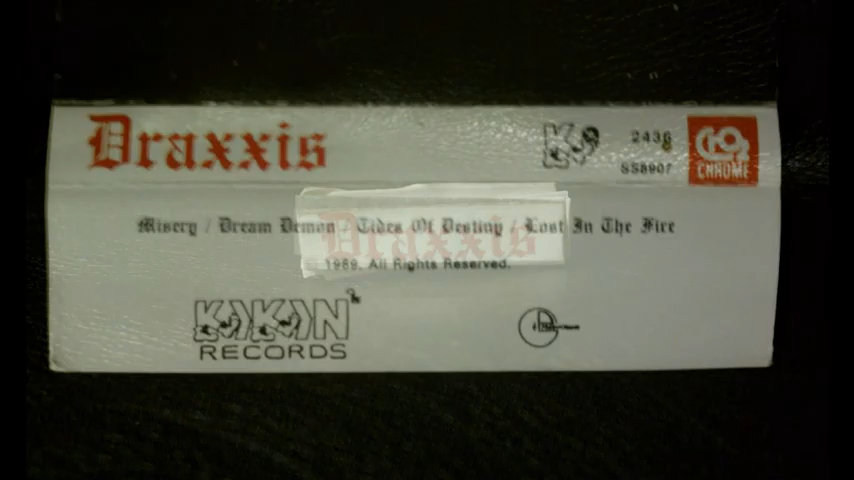 Draxxis
K9
2436
SS8907
CHROME
Misery / Dream Demon / Tides Of Destiny / Lost In The Fire
Draxxis
1989. All Rights Reserved.
RECORDS